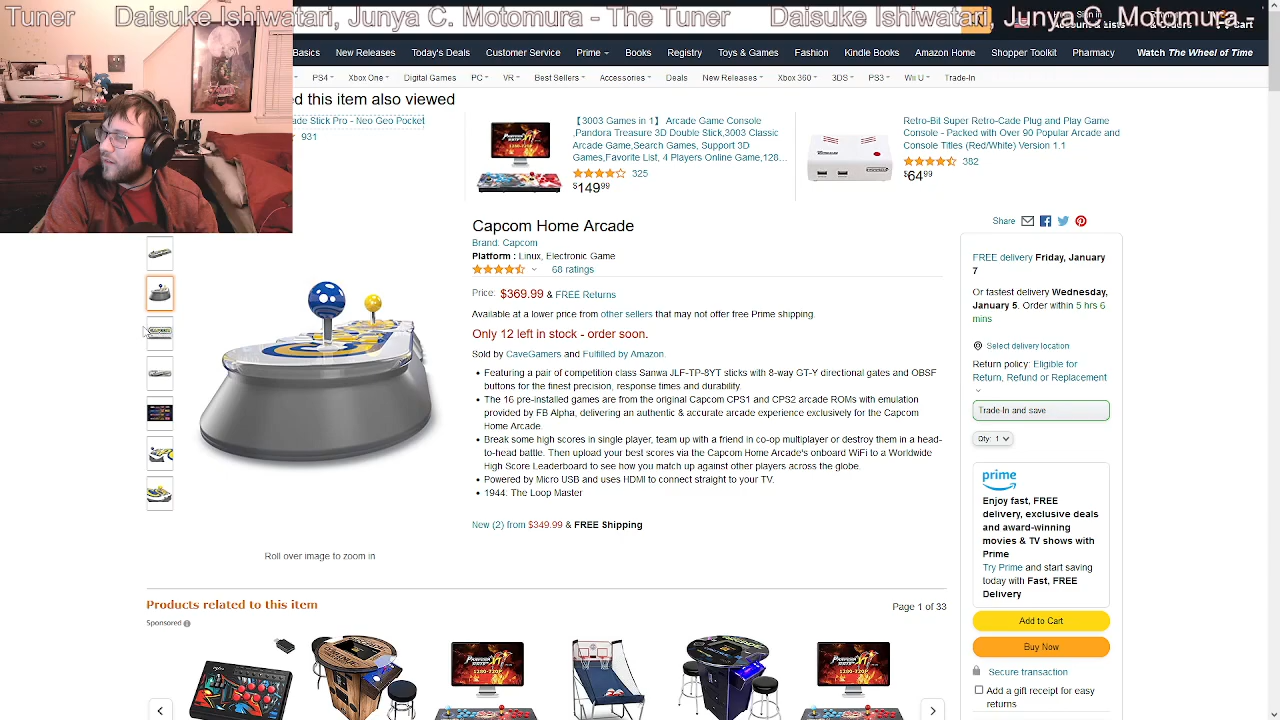 Tuner Daisuke Ishiwatari, Junya C. Motomura - The Tuner Daisuke Ishiwatari, Junya C. Motomura -
Basics New Releases Today's Deals Customer Service Prime Books Registry Toys & Games Fashion Kindle Books Amazon Home Shopper Toolkit Pharmacy Watch The Wheel of Time
PS4 Xbox One Digital Games PC VR Best Sellers Accessories Deals Releases Xbox 360 3DS PS3 Wii U Trade-In
d this item also viewed
ade Stick Pro - Neo Geo Pocket
931
【3003 Games in 1】 Arcade Game Console
,Pandora Treasure 3D Double Stick,3003 Classic
Arcade Game,Search Games, Support 3D
Games,Favorite List, 4 Players Online Game,128...
325
$149.99
Retro-Bit Super Retro-Cade Plug and Play Game
Console - Packed with Over 90 Popular Arcade and
Console Titles (Red/White) Version 1.1
382
$64.99
Share
Capcom Home Arcade
Brand: Capcom
Platform : Linux, Electronic Game
68 ratings
Price: $369.99 & FREE Returns
Available at a lower price from other sellers that may not offer free Prime shipping.
Only 12 left in stock - order soon.
Sold by CaveGamers and Fulfilled by Amazon.
• Featuring a pair of competition class Sanwa JLF-TP-8YT sticks with 8-way GT-Y directional gates and OBSF
buttons for the finest precision, response times and durability.
• The 16 pre-installed games are from the original Capcom CPS1 and CPS2 arcade ROMs with emulation
provided by FB Alpha, delivering an authentic & accurate arcade experience exclusively on the Capcom
Home Arcade.
• Break some high scores in single player, team up with a friend in co-op multiplayer or destroy them in a head-
to-head battle. Then upload your best scores via the Capcom Home Arcade's onboard WiFi to a Worldwide
High Score Leaderboard to see how you match up against other players across the globe.
• Powered by Micro USB and uses HDMI to connect straight to your TV.
• 1944: The Loop Master
New (2) from $349.99 & FREE Shipping
Roll over image to zoom in
FREE delivery Friday, January
7
Or fastest delivery Wednesday,
January 5. Order within 5 hrs 6
mins
Select delivery location
Return policy: Eligible for
Return, Refund or Replacement
Trade-In and save
Qty: 1
prime
Enjoy fast, FREE
delivery, exclusive deals
and award-winning
movies & TV shows with
Prime
Try Prime and start saving
today with Fast, FREE
Delivery
Add to Cart
Buy Now
Secure transaction
Add a gift receipt for easy
returns
Products related to this item
Page 1 of 33
Sponsored